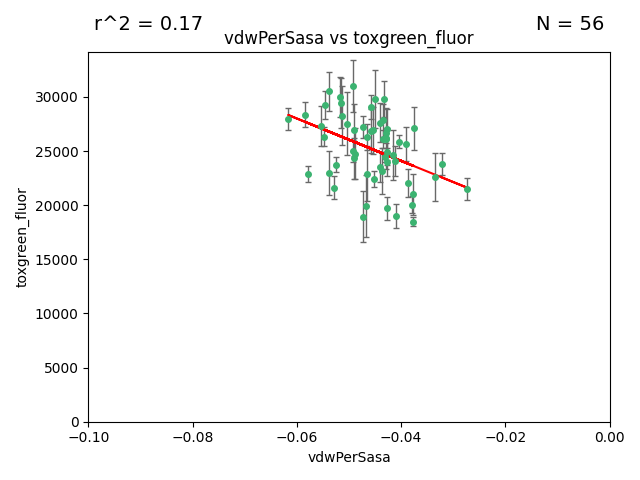 r^2 = 0.17
N = 56
vdwPerSasa vs toxgreen_fluor
toxgreen_fluor
30000
25000
20000
15000
10000
5000
0
−0.10
−0.08
−0.06
−0.04
−0.02
0.00
vdwPerSasa